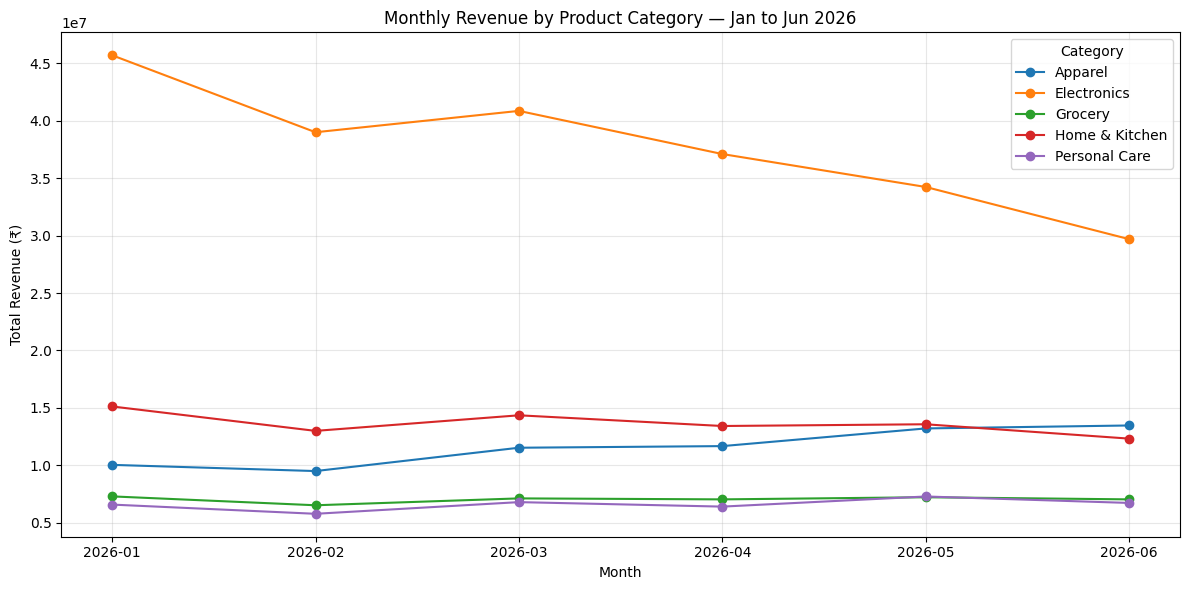 Monthly Revenue by Product Category — Jan to Jun 2026
1e7
4.5
4.0
3.5
3.0
2.5
2.0
1.5
1.0
0.5
Total Revenue (₹)
Category
Apparel
Electronics
Grocery
Home & Kitchen
Personal Care
2026-01 2026-02 2026-03 2026-04 2026-05 2026-06
Month